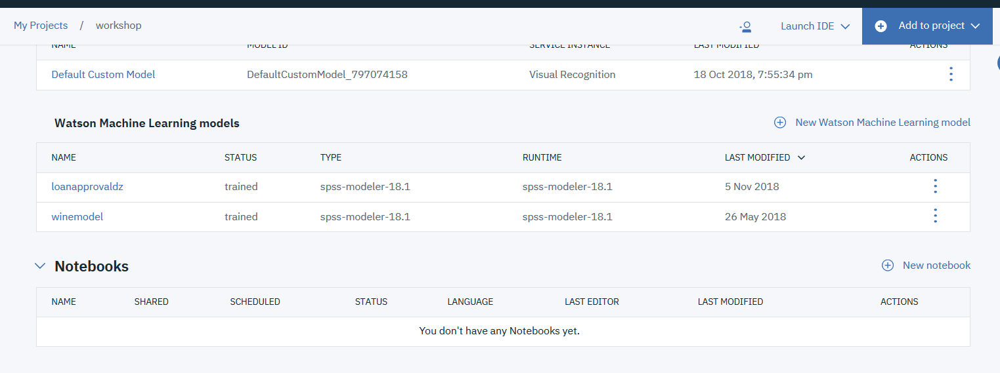 My Projects / workshop Launch IDE Add to project
NAME MODEL ID SERVICE INSTANCE LAST MODIFIED ACTIONS
Default Custom Model DefaultCustomModel_797074158 Visual Recognition 18 Oct 2018, 7:55:34 pm
Watson Machine Learning models New Watson Machine Learning model
NAME STATUS TYPE RUNTIME LAST MODIFIED ACTIONS
loanapprovaldz trained spss-modeler-18.1 spss-modeler-18.1 5 Nov 2018
winemodel trained spss-modeler-18.1 spss-modeler-18.1 26 May 2018
Notebooks New notebook
NAME SHARED SCHEDULED STATUS LANGUAGE LAST EDITOR LAST MODIFIED ACTIONS
You don't have any Notebooks yet.